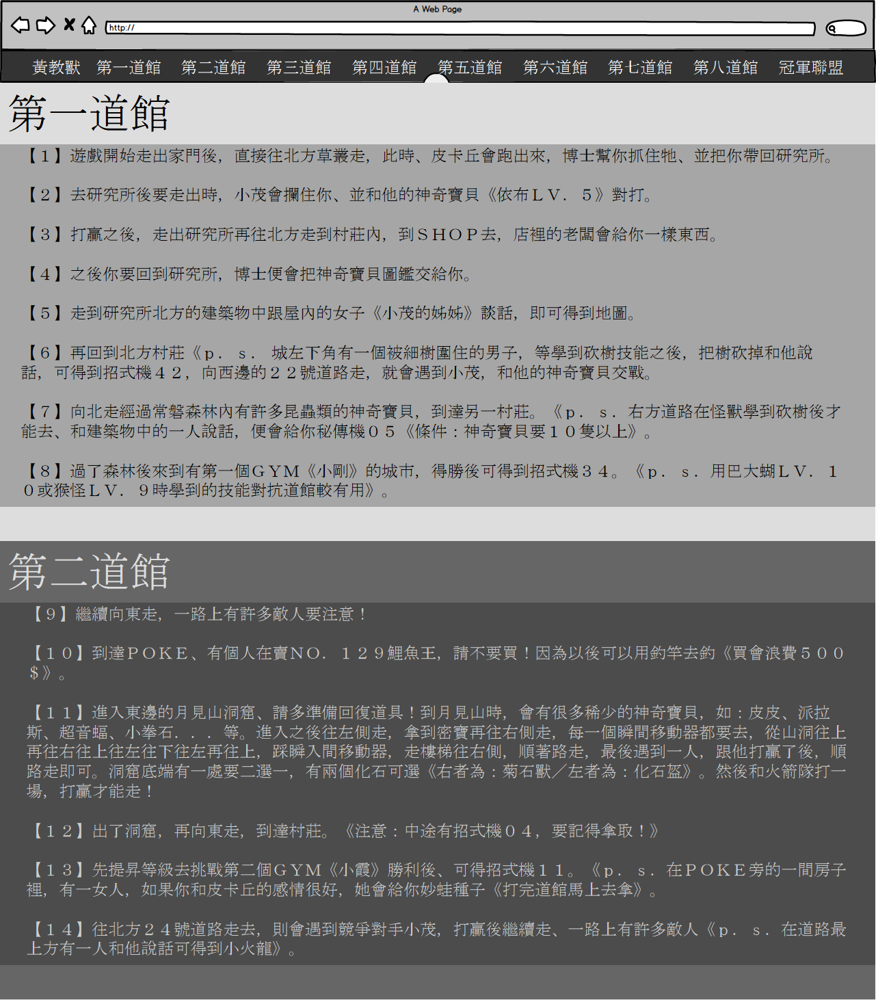 A Web Page
http://
黃教獸 第一道館 第二道館 第三道館 第四道館 第五道館 第六道館 第七道館 第八道館 冠軍聯盟
第一道館
【１】遊戲開始走出家門後，直接往北方草叢走，此時、皮卡丘會跑出來，博士幫你抓住牠、並把你帶回研究所。
【２】去研究所後要走出時，小茂會攔住你、並和他的神奇寶貝《依布ＬＶ．５》對打。
【３】打贏之後，走出研究所再往北方走到村莊內，到ＳＨＯＰ去，店裡的老闆會給你一樣東西。
【４】之後你要回到研究所，博士便會把神奇寶貝圖鑑交給你。
【５】走到研究所北方的建築物中跟屋內的女子《小茂的姊姊》談話，即可得到地圖。
【６】再回到北方村莊《ｐ．ｓ． 城左下角有一個被細樹圍住的男子，等學到砍樹技能之後，把樹砍掉和他說
話，可得到招式機４２，向西邊的２２號道路走，就會遇到小茂，和他的神奇寶貝交戰。
【７】向北走經過常磐森林內有許多昆蟲類的神奇寶貝，到達另一村莊。《ｐ．ｓ．右方道路在怪獸學到砍樹後才
能去、和建築物中的一人說話，便會給你秘傳機０５《條件：神奇寶貝要１０隻以上》。
【８】過了森林後來到有第一個ＧＹＭ《小剛》的城市，得勝後可得到招式機３４。《ｐ．ｓ．用巴大蝴ＬＶ．１
０或猴怪ＬＶ．９時學到的技能對抗道館較有用》。
第二道館
【９】繼續向東走，一路上有許多敵人要注意！
【１０】到達ＰＯＫＥ、有個人在賣ＮＯ．１２９鯉魚王，請不要買！因為以後可以用釣竿去釣《買會浪費５００
＄》。
【１１】進入東邊的月見山洞窟、請多準備回復道具！到月見山時，會有很多稀少的神奇寶貝，如：皮皮、派拉
斯、超音蝠、小拳石．．等。進入之後往左側走，拿到密寶再往右側走，每一個瞬間移動器都要去，從山洞往上
再往右往上往左往下往左再往上，踩瞬入間移動器，走樓梯往右側，順著路走，最後遇到一人，跟他打贏了後，順
路走即可。洞窟底端有一處要二選一，有兩個化石可選《右者為：菊石獸／左者為：化石盔》。然後和火箭隊打一
場，打贏才能走！
【１２】出了洞窟，再向東走，到達村莊。《注意：中途有招式機０４，要記得拿取！》
【１３】先提昇等級去挑戰第二個ＧＹＭ《小霞》勝利後、可得招式機１１。《ｐ．ｓ．在ＰＯＫＥ旁的一間房子
裡，有一女人，如果你和皮卡丘的感情很好，她會給你妙蛙種子《打完道館馬上去拿》。
【１４】往北方２４號道路走去，則會遇到競爭對手小茂，打贏後繼續走、一路上有許多敵人《ｐ．ｓ．在道路最
上方有一人和他說話可得到小火龍》。